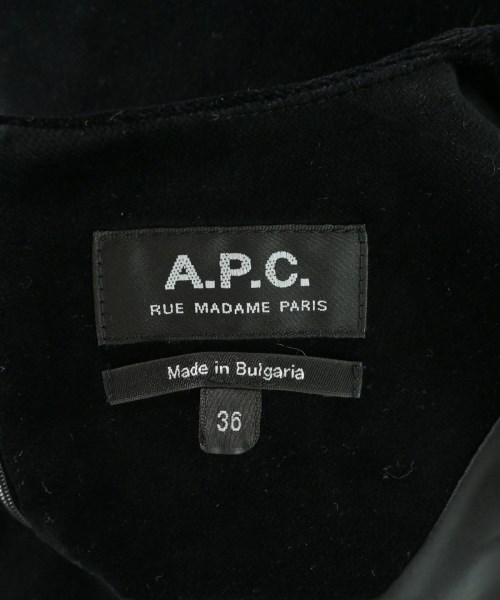 A.P.C.
RUE MADAME PARIS
Made in Bulgaria
36